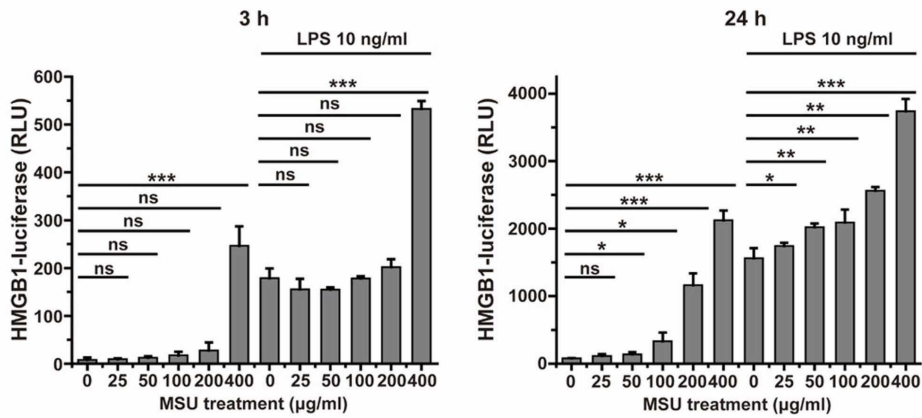 3 h
LPS 10 ng/ml
HMGB1-luciferase (RLU)
600
500
400
300
200
100
0
***
ns
ns
ns
ns
***
ns
ns
ns
ns
0 25 50 100 200 400 0 25 50 100 200 400
MSU treatment (µg/ml)
24 h
LPS 10 ng/ml
HMGB1-luciferase (RLU)
4000
3000
2000
1000
0
***
**
**
**
*
***
***
*
*
ns
0 25 50 100 200 400 0 25 50 100 200 400
MSU treatment (µg/ml)